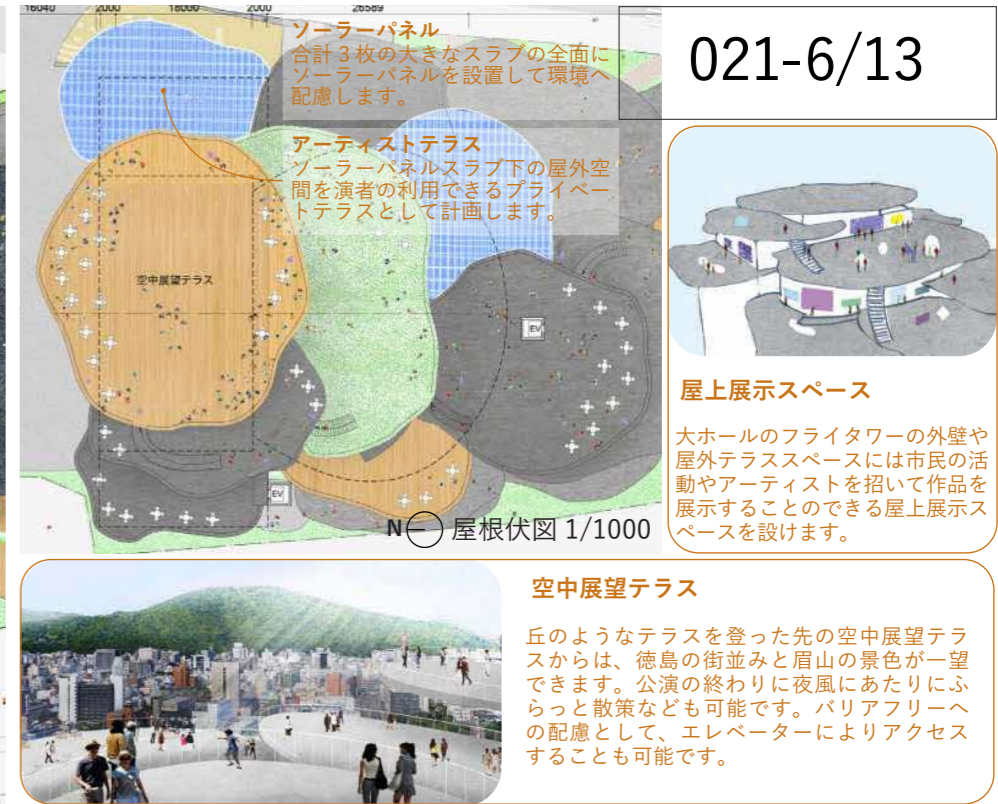 16040 2000 18000 2000 26589
ソーラーパネル
合計３枚の大きなスラブの全面に
ソーラーパネルを設置して環境へ
配慮します。
アーティストテラス
ソーラーパネルスラブ下の屋外空
間を演者の利用できるプライベー
トテラスとして計画します。
空中展望テラス
EV
EV
N 屋根伏図 1/1000
021-6/13
屋上展示スペース
大ホールのフライタワーの外壁や
屋外テラススペースには市民の活
動やアーティストを招いて作品を
展示することのできる屋上展示ス
ペースを設けます。
空中展望テラス
丘のようなテラスを登った先の空中展望テラ
スからは、徳島の街並みと眉山の景色が一望
できます。公演の終わりに夜風にあたりにふ
らっと散策なども可能です。バリアフリーへ
の配慮として、エレベーターによりアクセス
することも可能です。